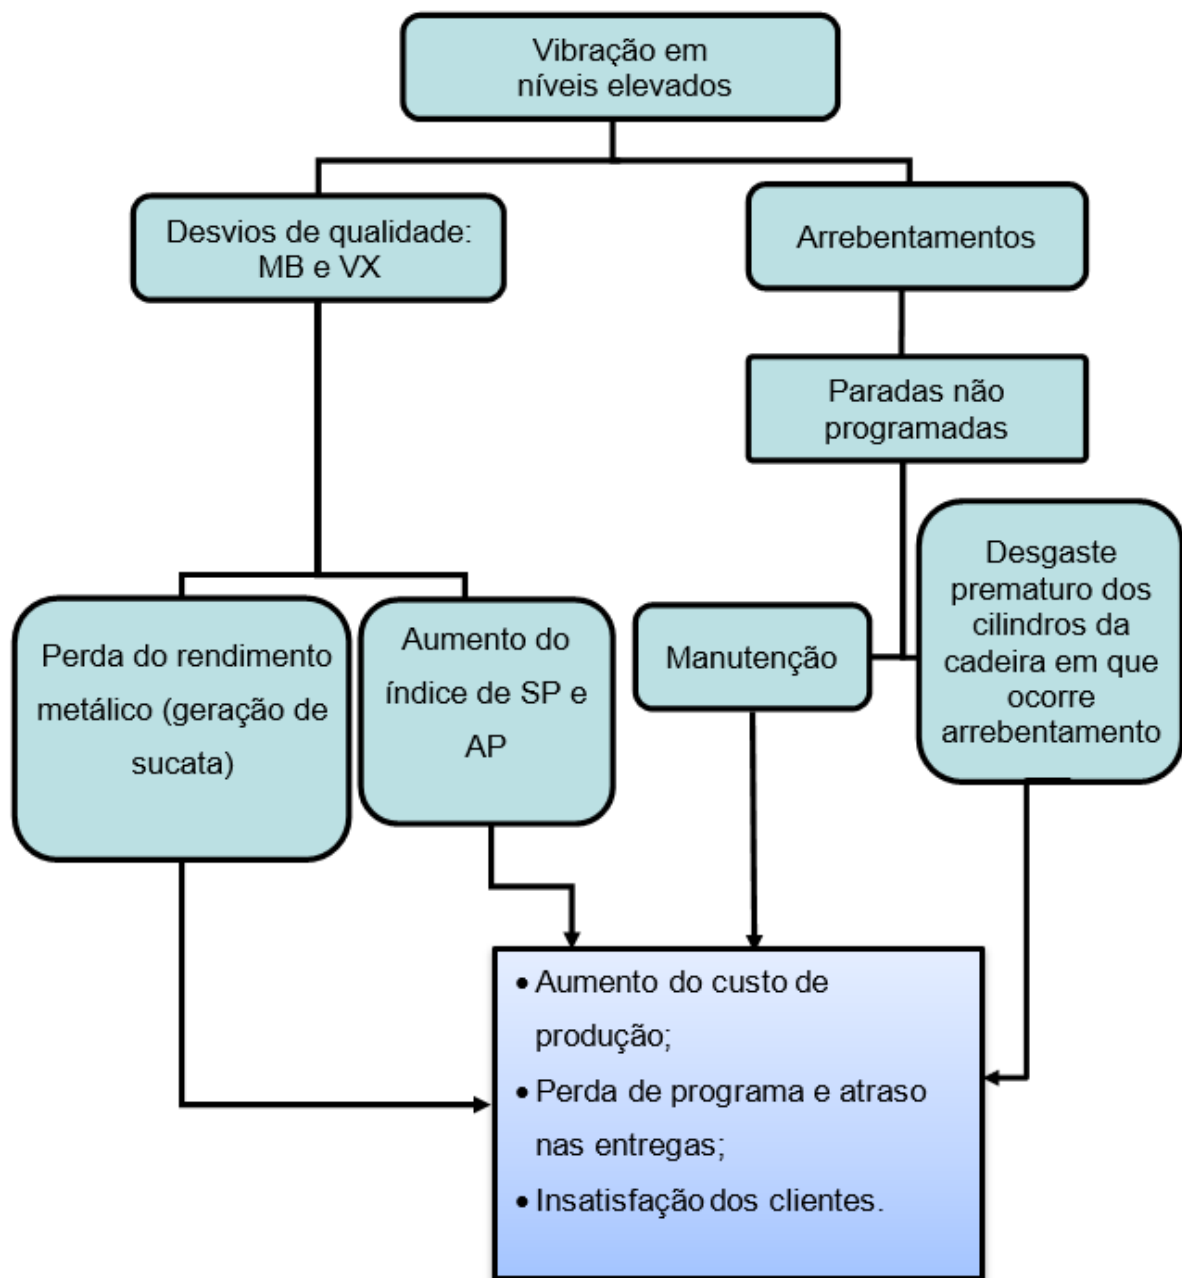 Vibração em
níveis elevados
Desvios de qualidade:
MB e VX
Arrebentamentos
Paradas não
programadas
Desgaste
prematuro dos
cilindros da
cadeira em que
ocorre
arrebentamento
Manutenção
Perda do rendimento
metálico (geração de
sucata)
Aumento do
índice de SP e
AP
• Aumento do custo de
produção;
• Perda de programa e atraso
nas entregas;
• Insatisfação dos clientes.